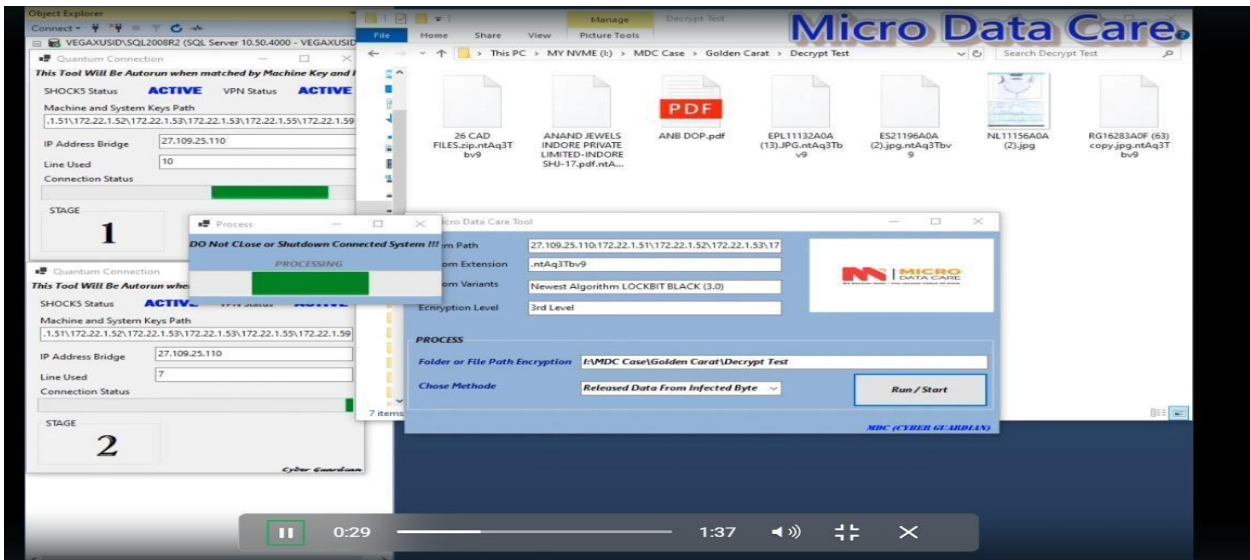 Object Explorer
Connect
VEGAXUSID\SQL2008R2 (SQL Server 10.50.4000 - VEGAXUSID
Quantum Connection
This Tool Will Be Autorun when matched by Machine Key and I
SHOCK5 Status ACTIVE VPN Status ACTIVE
Machine and System Keys Path
.1.51\172.22.1.52\172.22.1.53\172.22.1.53\172.22.1.55\172.22.1.59
IP Address Bridge 27.109.25.110
Line Used 10
Connection Status
STAGE
1
Process
DO Not CLose or Shutdown Connected System !!!
PROCESSING
Quantum Connection
This Tool Will Be Autorun whe
SHOCK5 Status ACTIVE
Machine and System Keys Path
.1.51\172.22.1.52\172.22.1.53\172.22.1.53\172.22.1.55\172.22.1.59
IP Address Bridge 27.109.25.110
Line Used 7
Connection Status
STAGE
2
Cyber Guardian
Manage Decrypt Test
Micro Data Care
File Home Share View Picture Tools
This PC > MY NVME (I:) > MDC Case > Golden Carat > Decrypt Test
Search Decrypt Test
PDF
26 CAD
FILES.zip.ntAq3T
bv9
ANAND JEWELS
INDORE PRIVATE
LIMITED-INDORE
SHJ-17.pdf.ntA...
ANB DOP.pdf
EPL11132A0A
(13).JPG.ntAq3Tb
v9
ES21196A0A
(2).jpg.ntAq3Tbv
9
NL11156A0A
(2).jpg
RG16283A0F (63)
copy.jpg.ntAq3T
bv9
7 items
icro Data Care Tool
m Path 27.109.25.110:172.22.1.51\172.22.1.52\172.22.1.53\17
om Extension .ntAq3Tbv9
om Variants Newest Algorithm LOCKBIT BLACK (3.0)
Ecnryption Level 3rd Level
MICRO
DATA CARE
PROCESS
Folder or File Path Encryption I:\MDC Case\Golden Carat\Decrypt Test
Chose Methode Released Data From Infected Byte
Run / Start
MDC (CYBER GUARDIAN)
0:29 1:37